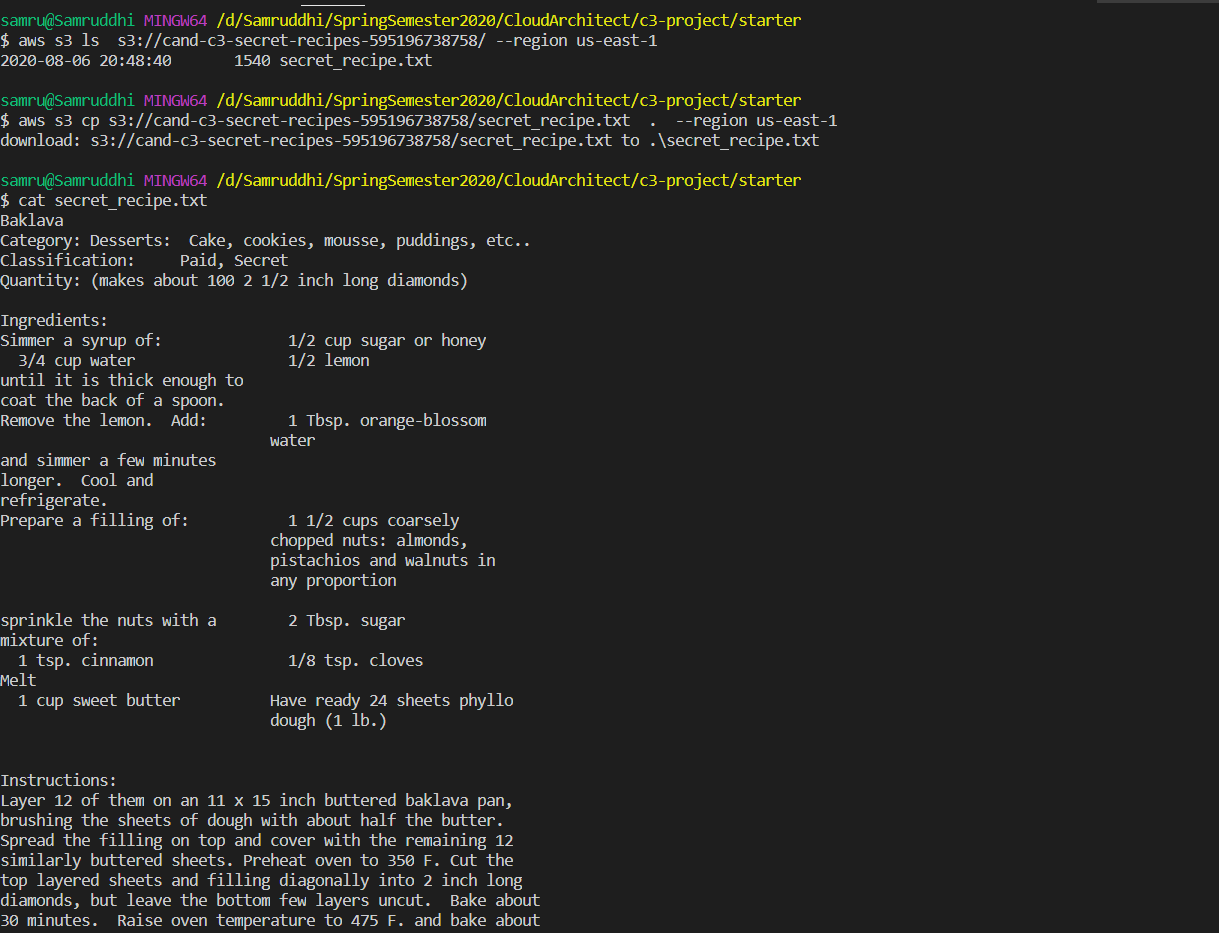 samru@Samruddhi MINGW64 /d/Samruddhi/SpringSemester2020/CloudArchitect/c3-project/starter
$ aws s3 ls  s3://cand-c3-secret-recipes-595196738758/ --region us-east-1
2020-08-06 20:48:40       1540 secret_recipe.txt

samru@Samruddhi MINGW64 /d/Samruddhi/SpringSemester2020/CloudArchitect/c3-project/starter
$ aws s3 cp s3://cand-c3-secret-recipes-595196738758/secret_recipe.txt  .  --region us-east-1
download: s3://cand-c3-secret-recipes-595196738758/secret_recipe.txt to .\secret_recipe.txt

samru@Samruddhi MINGW64 /d/Samruddhi/SpringSemester2020/CloudArchitect/c3-project/starter
$ cat secret_recipe.txt
Baklava
Category: Desserts:  Cake, cookies, mousse, puddings, etc..
Classification:     Paid, Secret
Quantity: (makes about 100 2 1/2 inch long diamonds)

Ingredients:
Simmer a syrup of:              1/2 cup sugar or honey
  3/4 cup water                 1/2 lemon
until it is thick enough to
coat the back of a spoon.
Remove the lemon.  Add:         1 Tbsp. orange-blossom
                              water
and simmer a few minutes
longer.  Cool and
refrigerate.
Prepare a filling of:           1 1/2 cups coarsely
                              chopped nuts: almonds,
                              pistachios and walnuts in
                              any proportion

sprinkle the nuts with a        2 Tbsp. sugar
mixture of:
  1 tsp. cinnamon               1/8 tsp. cloves
Melt
  1 cup sweet butter          Have ready 24 sheets phyllo
                              dough (1 lb.)


Instructions:
Layer 12 of them on an 11 x 15 inch buttered baklava pan,
brushing the sheets of dough with about half the butter.
Spread the filling on top and cover with the remaining 12
similarly buttered sheets. Preheat oven to 350 F. Cut the
top layered sheets and filling diagonally into 2 inch long
diamonds, but leave the bottom few layers uncut.  Bake about
30 minutes.  Raise oven temperature to 475 F. and bake about